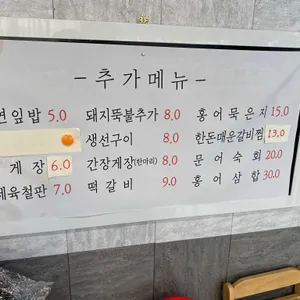 - 추가메뉴 -
연잎밥 5.0 돼지뚝불추가 8.0 홍어묵은지 15.0
생선구이 8.0 한돈매운갈비찜 13.0
게장 6.0 간장게장(한마리) 8.0 문어숙회 20.0
제육철판 7.0 떡갈비 9.0 홍어삼합 30.0